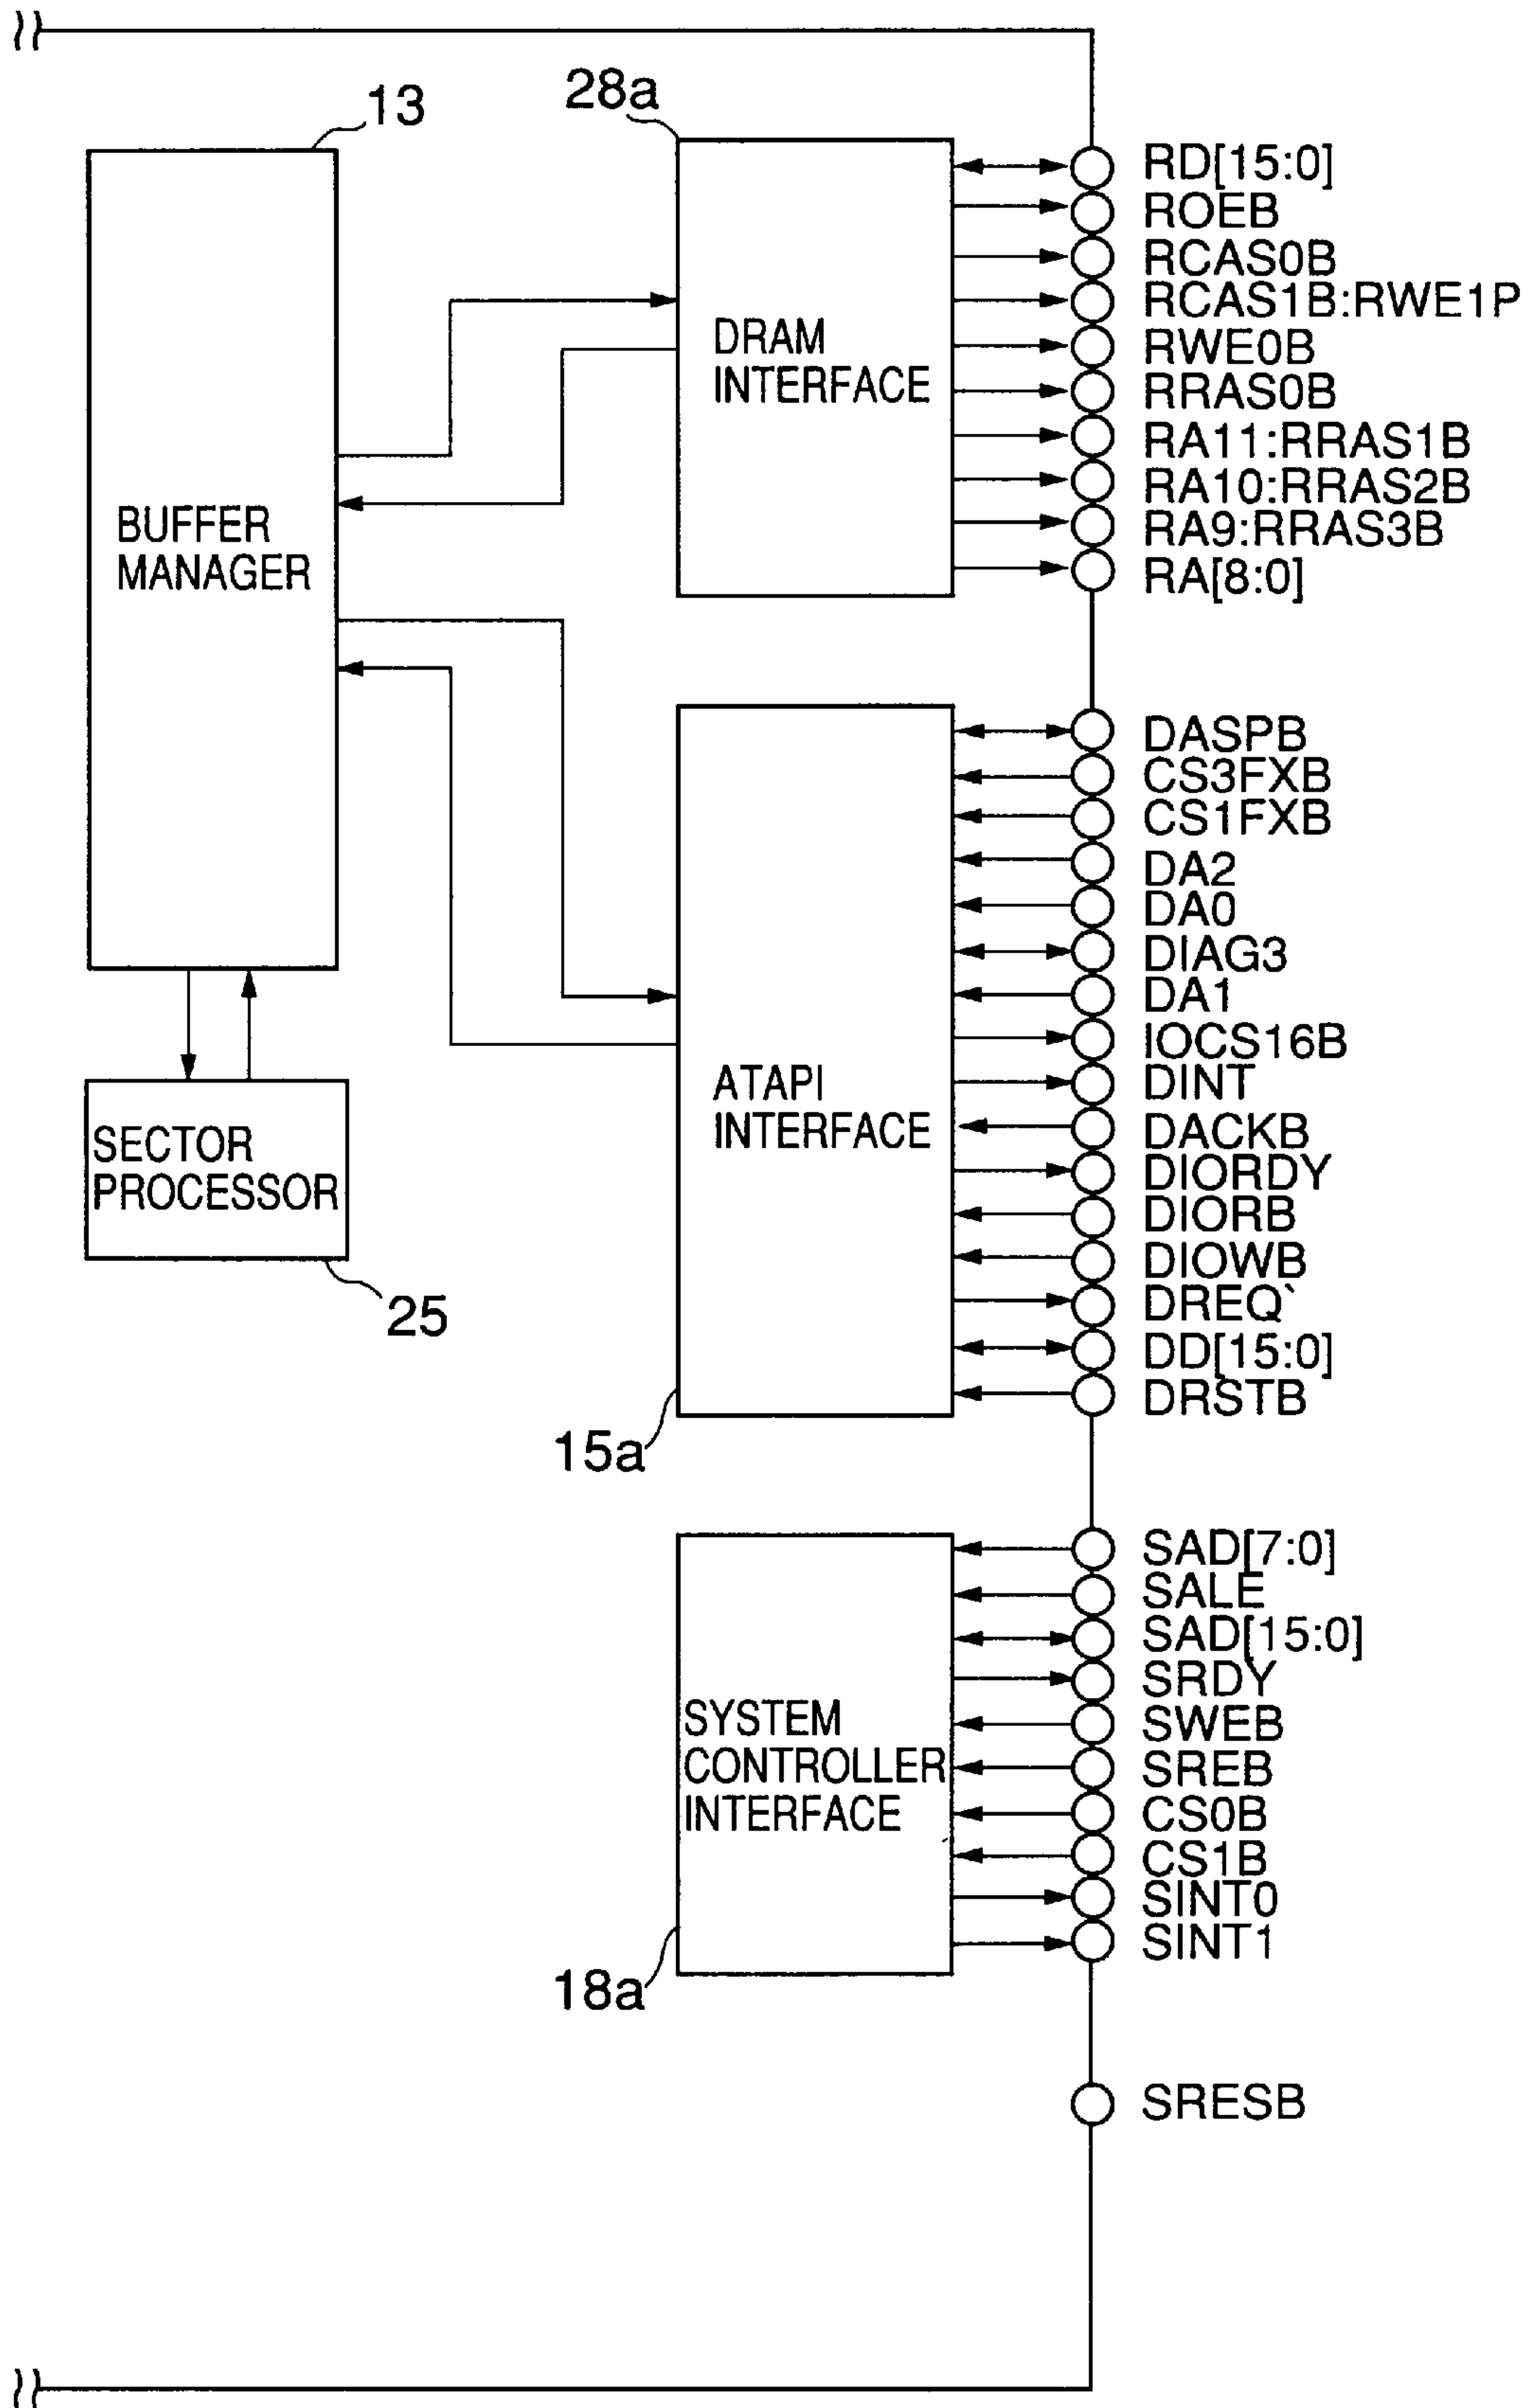 13
28a
BUFFER
MANAGER
DRAM
INTERFACE
RD[15:0]
ROEB
RCAS0B
RCAS1B:RWE1P
RWE0B
RRAS0B
RA11:RRAS1B
RA10:RRAS2B
RA9:RRAS3B
RA[8:0]
SECTOR
PROCESSOR
25
ATAPI
INTERFACE
15a
DASPB
CS3FXB
CS1FXB
DA2
DA0
DIAG3
DA1
IOCS16B
DINT
DACKB
DIORDY
DIORB
DIOWB
DREQ`
DD[15:0]
DRSTB
SYSTEM
CONTROLLER
INTERFACE
18a
SAD[7:0]
SALE
SAD[15:0]
SRDY
SWEB
SREB
CS0B
CS1B
SINT0
SINT1
SRESB